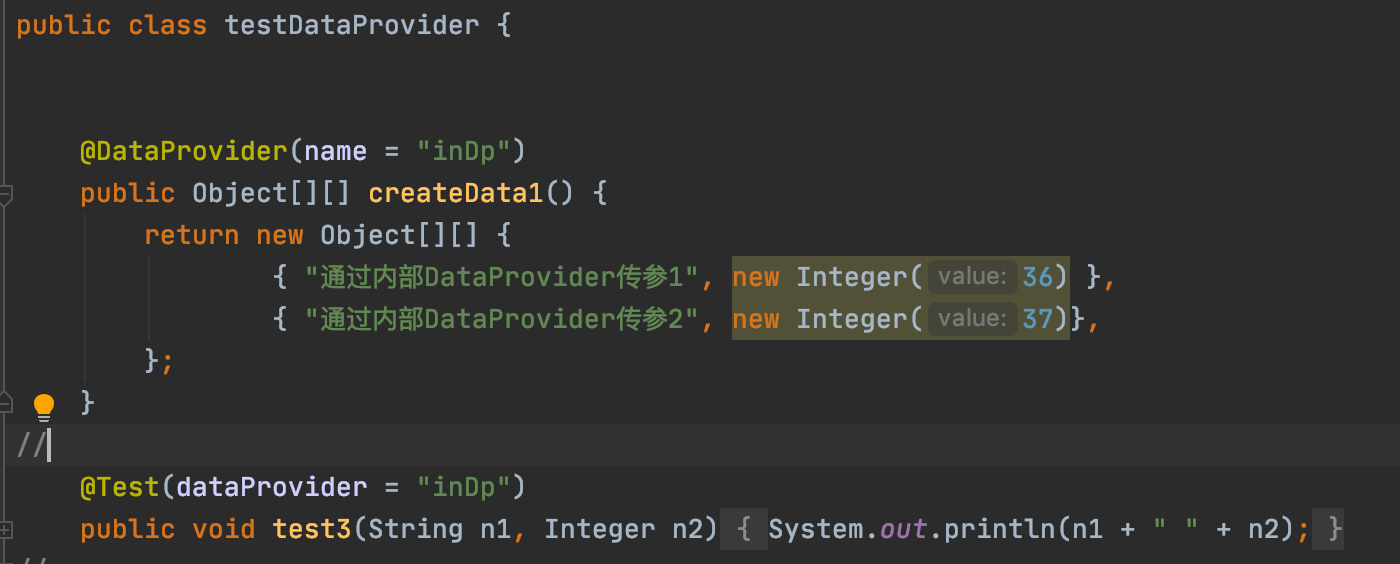 public class testDataProvider {
@DataProvider(name = "inDp")
public Object[][] createData1() {
return new Object[][] {
{ "通过内部DataProvider传参1", new Integer( value: 36) },
{ "通过内部DataProvider传参2", new Integer( value: 37)},
};
}
//
@Test(dataProvider = "inDp")
public void test3(String n1, Integer n2) { System.out.println(n1 + " " + n2); }
//